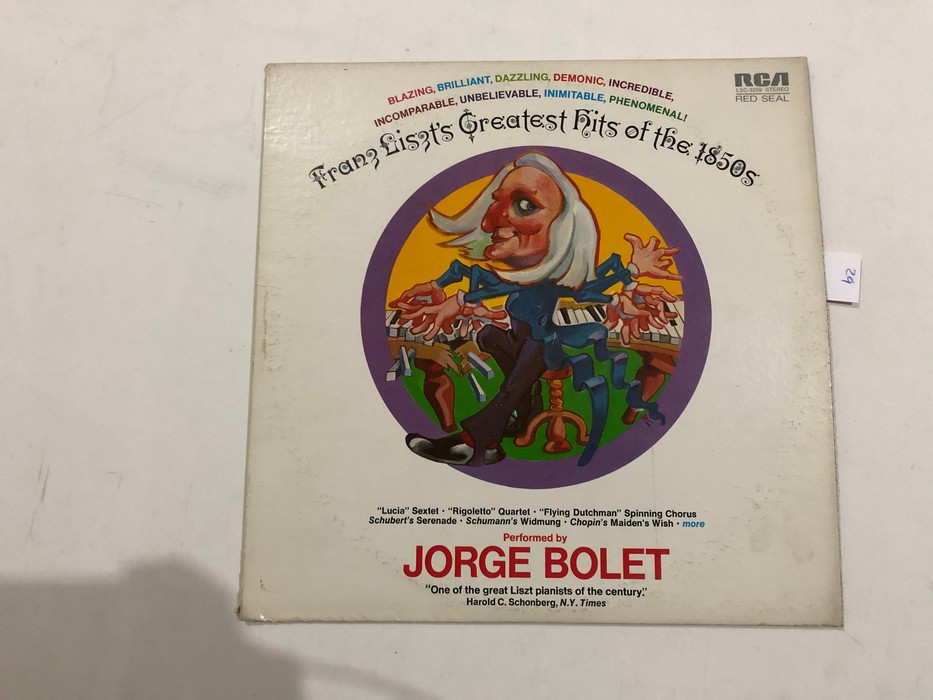 BLAZING, BRILLIANT, DAZZLING, DEMONIC, INCREDIBLE,
INCOMPARABLE, UNBELIEVABLE, INIMITABLE, PHENOMENAL!
RCA
LSC-3259 STEREO
RED SEAL
Franz Liszt's Greatest Hits of the 1850s
29
"Lucia" Sextet · "Rigoletto" Quartet · "Flying Dutchman" Spinning Chorus
Schubert's Serenade · Schumann's Widmung · Chopin's Maiden's Wish · more
Performed by
JORGE BOLET
"One of the great Liszt pianists of the century."
Harold C. Schonberg, N.Y. Times